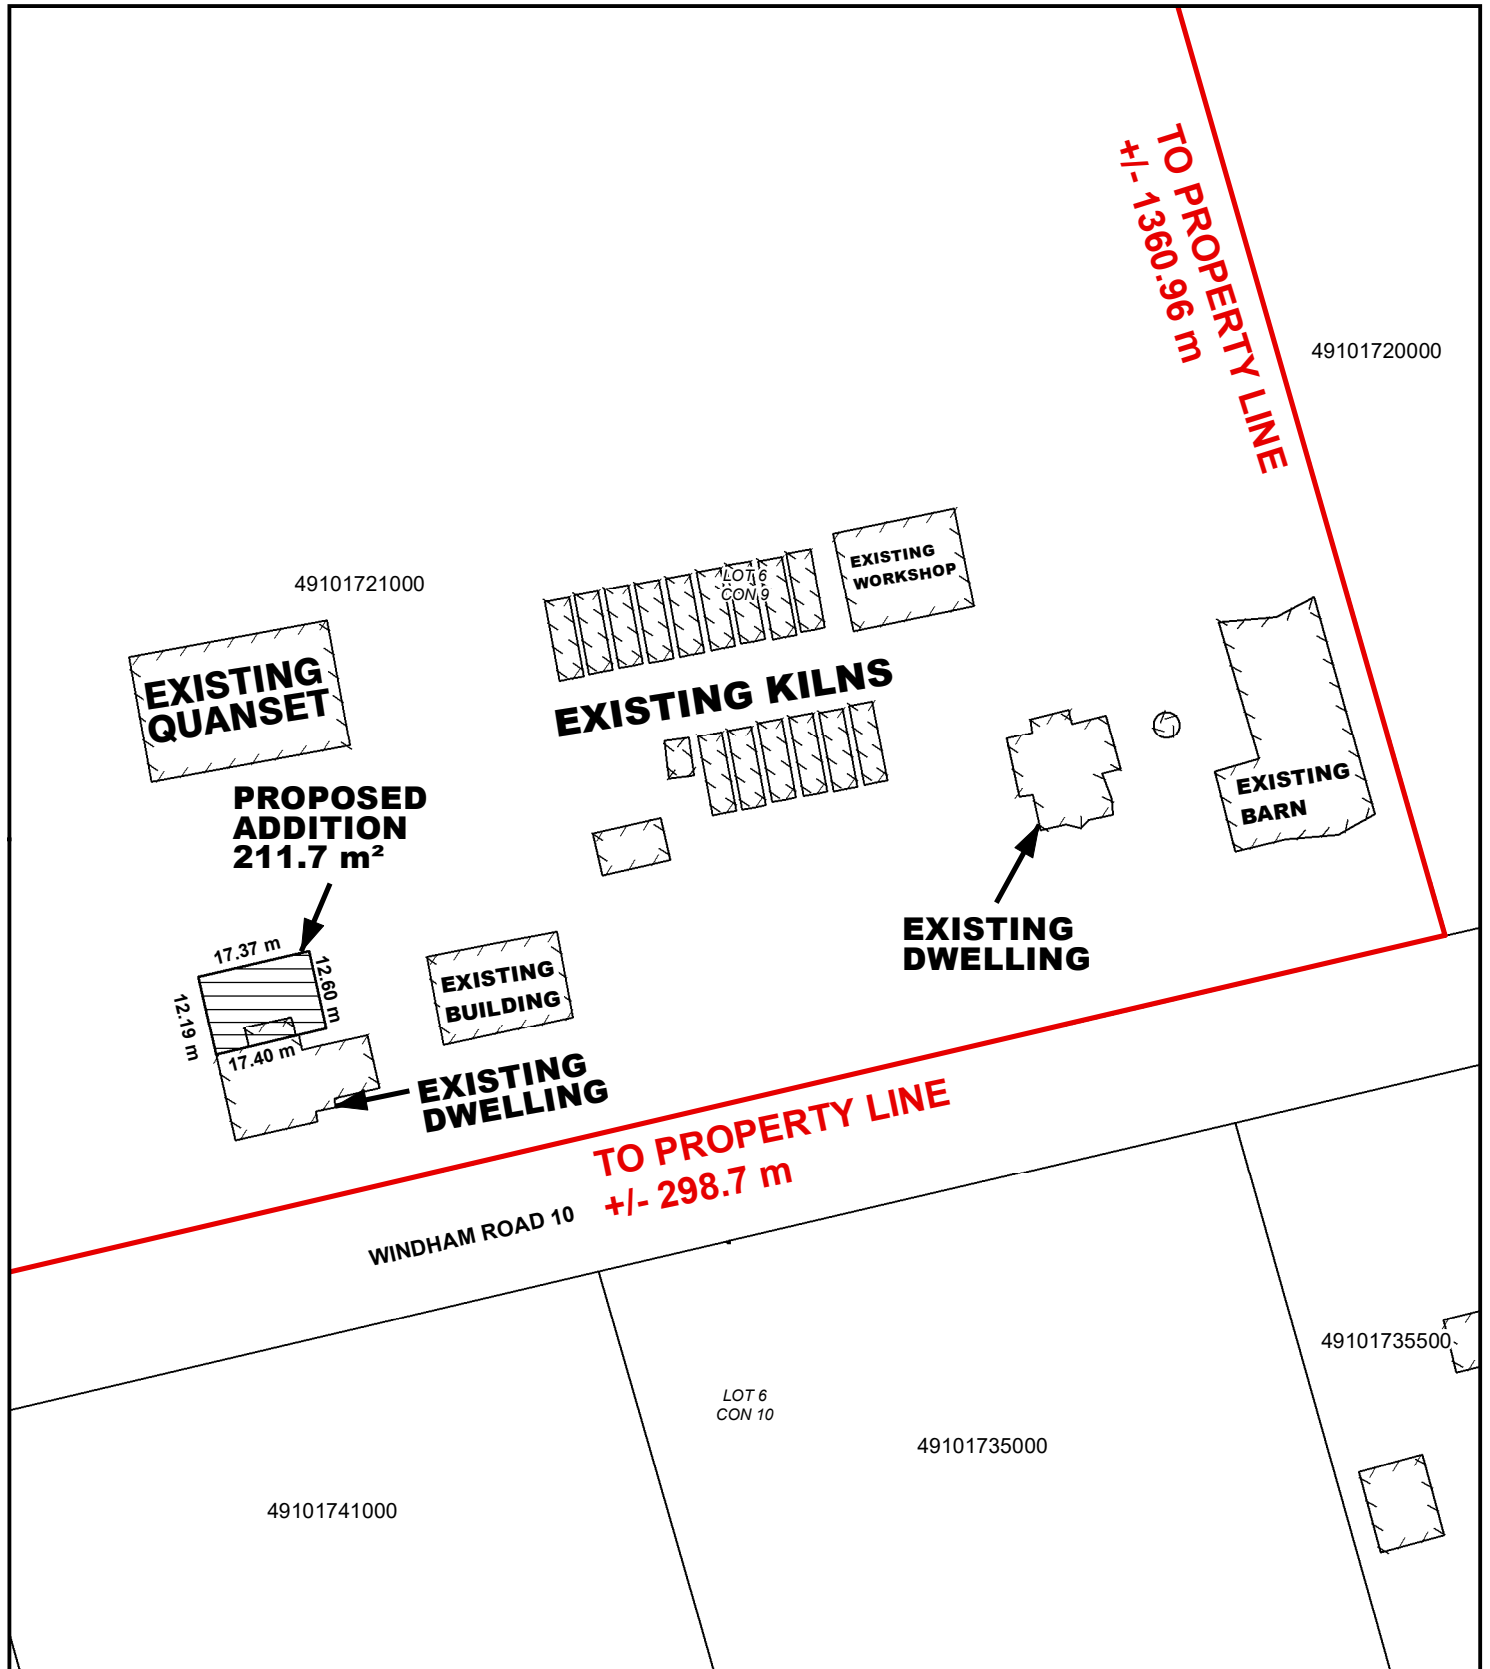 TO PROPERTY LINE
+/- 1360.96 m
49101720000
EXISTING
WORKSHOP
LOT 6
CON 9
49101721000
EXISTING
QUANSET
EXISTING KILNS
EXISTING
BARN
PROPOSED
ADDITION
211.7 m²
EXISTING
DWELLING
17.37 m
12.60 m
12.19 m
17.40 m
EXISTING
BUILDING
EXISTING
DWELLING
TO PROPERTY LINE
+/- 298.7 m
WINDHAM ROAD 10
49101735500
LOT 6
CON 10
49101735000
49101741000